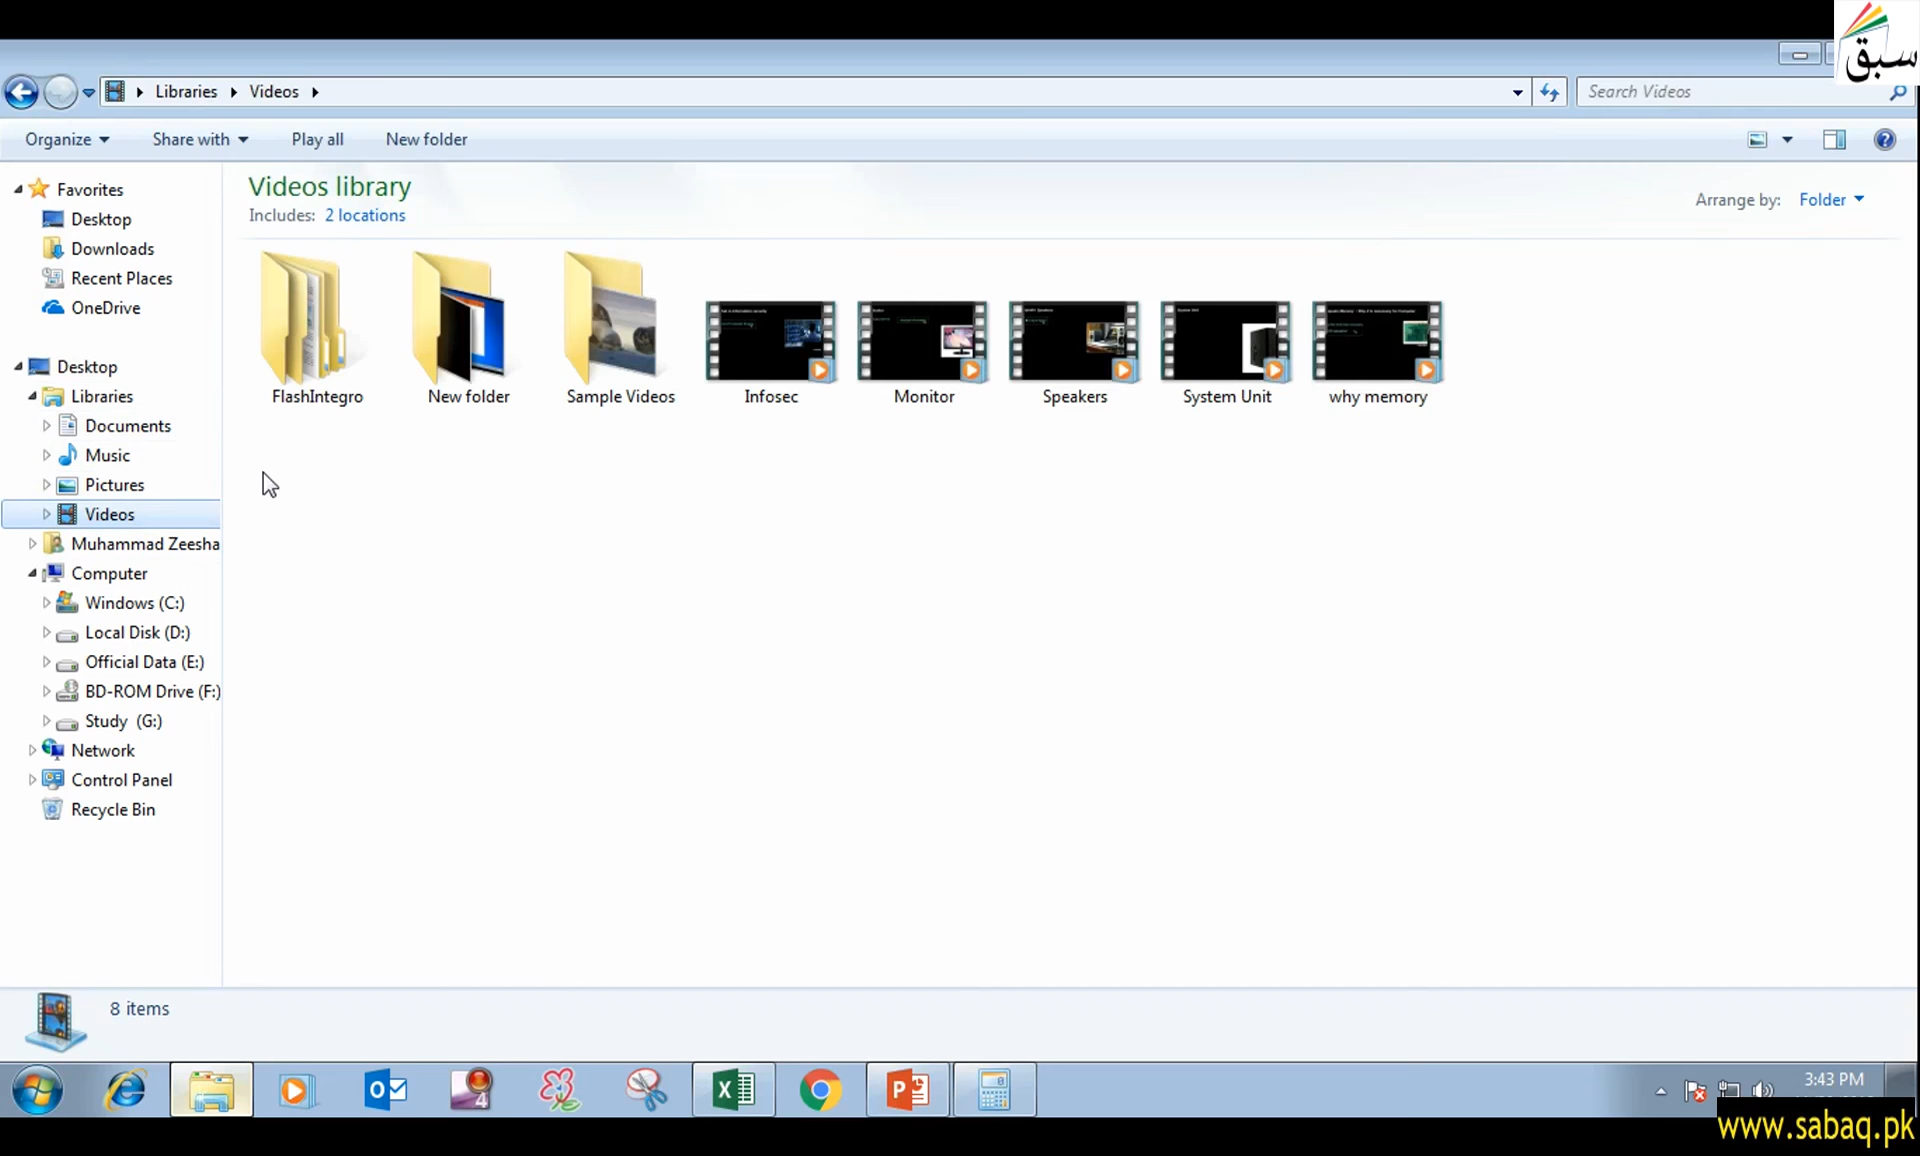 سبق
Libraries Videos
Search Videos
Organize Share with Play all New folder
Videos library
Includes: 2 locations
Arrange by: Folder
Favorites
Desktop
Downloads
Recent Places
OneDrive
Desktop
Libraries
Documents
Music
Pictures
Videos
Muhammad Zeesha
Computer
Windows (C:)
Local Disk (D:)
Official Data (E:)
BD-ROM Drive (F:)
Study (G:)
Network
Control Panel
Recycle Bin
FlashIntegro New folder Sample Videos Infosec Monitor Speakers System Unit why memory
8 items
3:43 PM
www.sabaq.pk